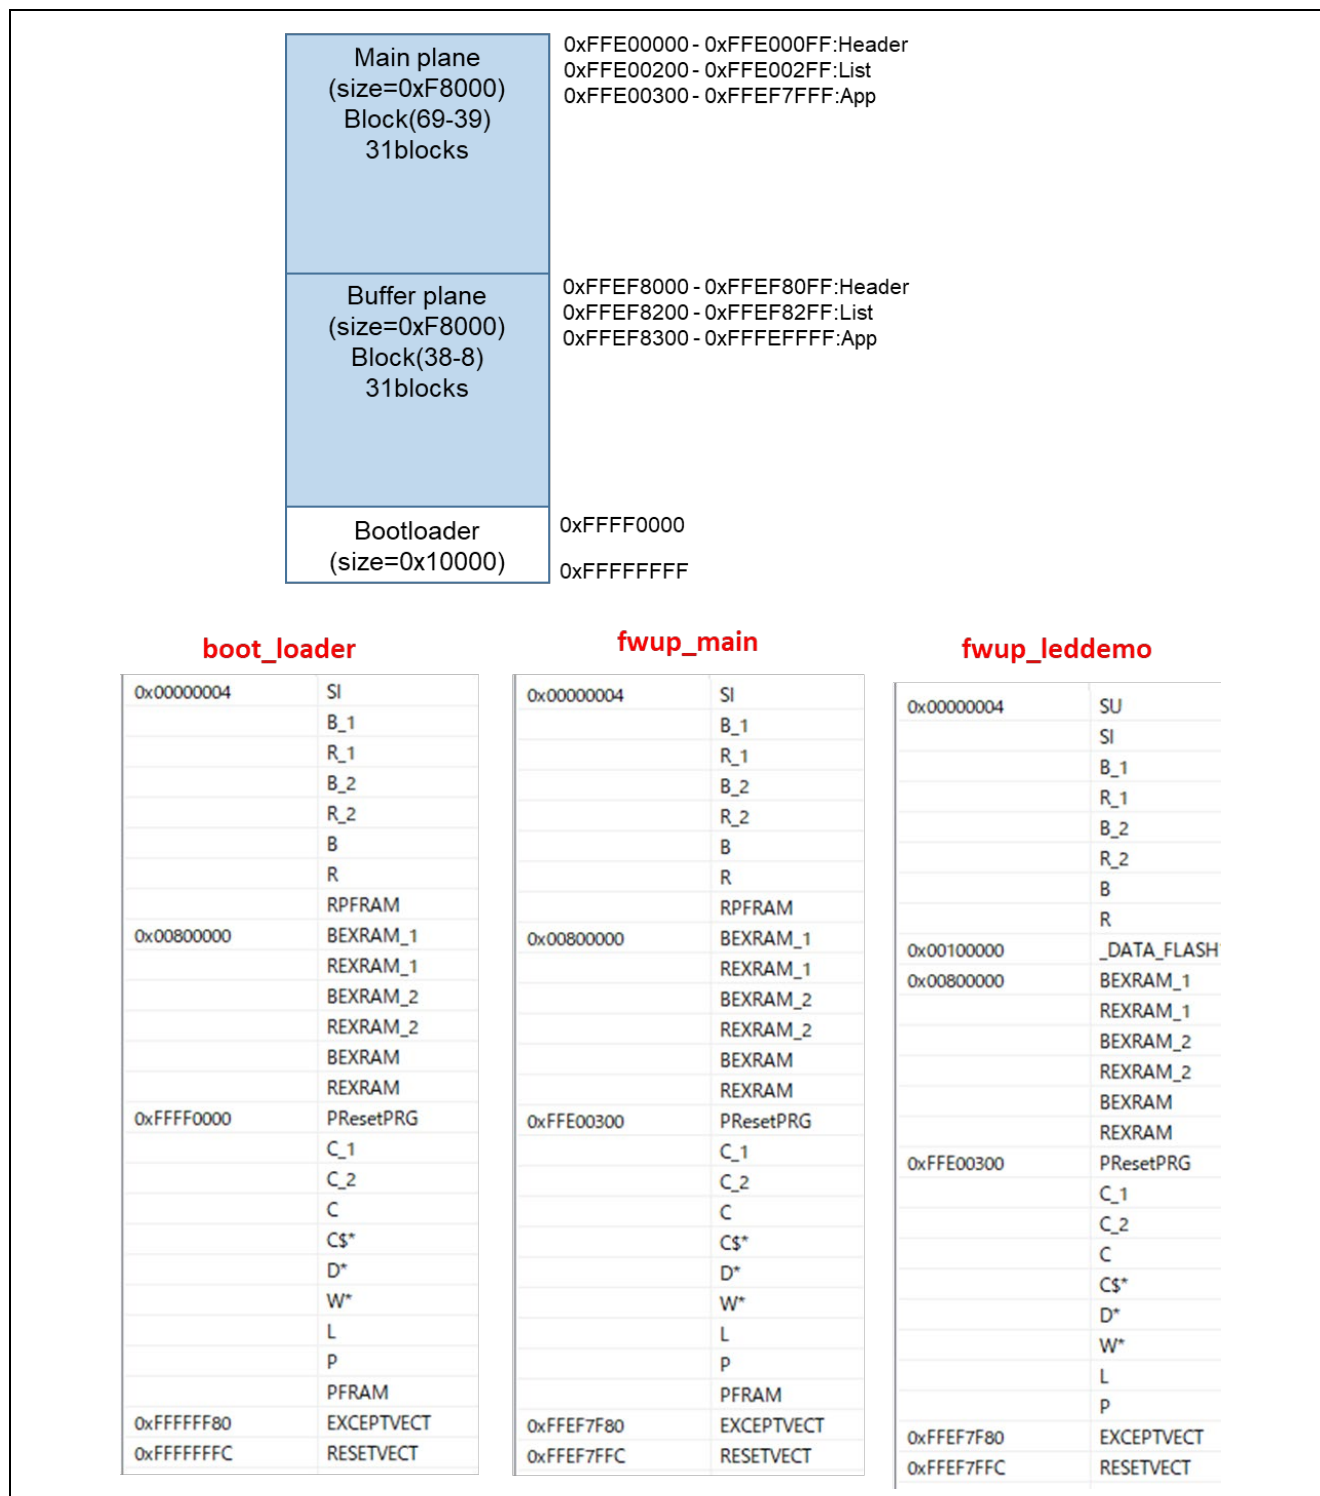 Main plane
(size=0xF8000)
Block(69-39)
31blocks
0xFFE00000 - 0xFFE000FF:Header
0xFFE00200 - 0xFFE002FF:List
0xFFE00300 - 0xFFEF7FFF:App
Buffer plane
(size=0xF8000)
Block(38-8)
31blocks
0xFFEF8000 - 0xFFEF80FF:Header
0xFFEF8200 - 0xFFEF82FF:List
0xFFEF8300 - 0xFFFEFFFF:App
Bootloader
(size=0x10000)
0xFFFF0000
0xFFFFFFFF
boot_loader
0x00000004 SI
B_1
R_1
B_2
R_2
B
R
RPFRAM
0x00800000 BEXRAM_1
REXRAM_1
BEXRAM_2
REXRAM_2
BEXRAM
REXRAM
0xFFFF0000 PResetPRG
C_1
C_2
C
C$*
D*
W*
L
P
PFRAM
0xFFFFFF80 EXCEPTVECT
0xFFFFFFFC RESETVECT
fwup_main
0x00000004 SI
B_1
R_1
B_2
R_2
B
R
RPFRAM
0x00800000 BEXRAM_1
REXRAM_1
BEXRAM_2
REXRAM_2
BEXRAM
REXRAM
0xFFE00300 PResetPRG
C_1
C_2
C
C$*
D*
W*
L
P
PFRAM
0xFFEF7F80 EXCEPTVECT
0xFFEF7FFC RESETVECT
fwup_leddemo
0x00000004 SU
SI
B_1
R_1
B_2
R_2
B
R
0x00100000 _DATA_FLASH
0x00800000 BEXRAM_1
REXRAM_1
BEXRAM_2
REXRAM_2
BEXRAM
REXRAM
0xFFE00300 PResetPRG
C_1
C_2
C
C$*
D*
W*
L
P
0xFFEF7F80 EXCEPTVECT
0xFFEF7FFC RESETVECT